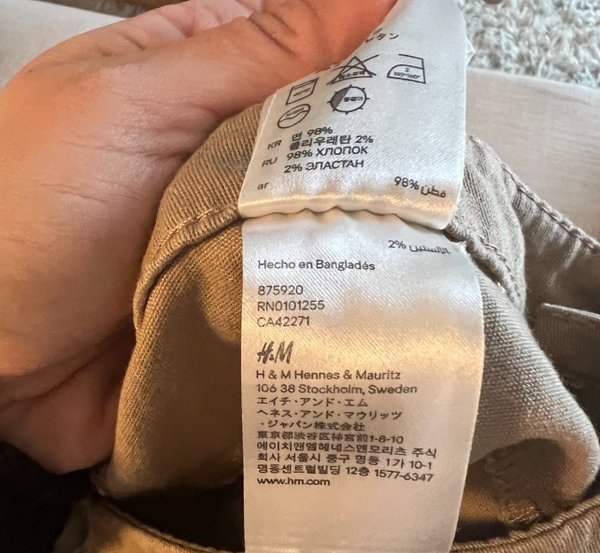 タン
KR 면 98%
폴리우레탄 2%
RU 98% ХЛОПОК
2% ЭЛАСТАН
ar 98% قطن
2% إلاستين
Hecho en Bangladés
875920
RN0101255
CA42271
H&M
H & M Hennes & Mauritz
106 38 Stockholm, Sweden
エイチ・アンド・エム
ヘネス・アンド・マウリッツ
・ジャパン株式会社
東京都渋谷区神宮前1-8-10
에이치앤엠헤네스앤모리츠 주식
회사 서울시 중구 명동 1가 10-1
명동센트럴빌딩 12층 1577-6347
www.hm.com